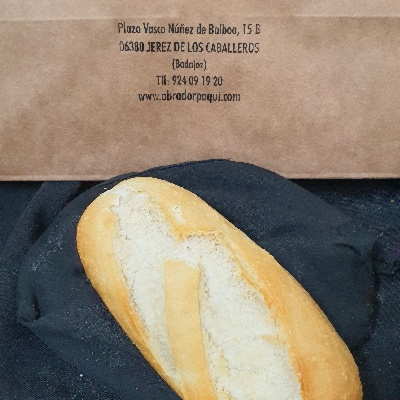 Plaza Vasco Núñez de Balboa, 15 B
06380 JEREZ DE LOS CABALLEROS
(Badajoz)
Tlf: 924 09 19 20
www.obradorpaqui.com